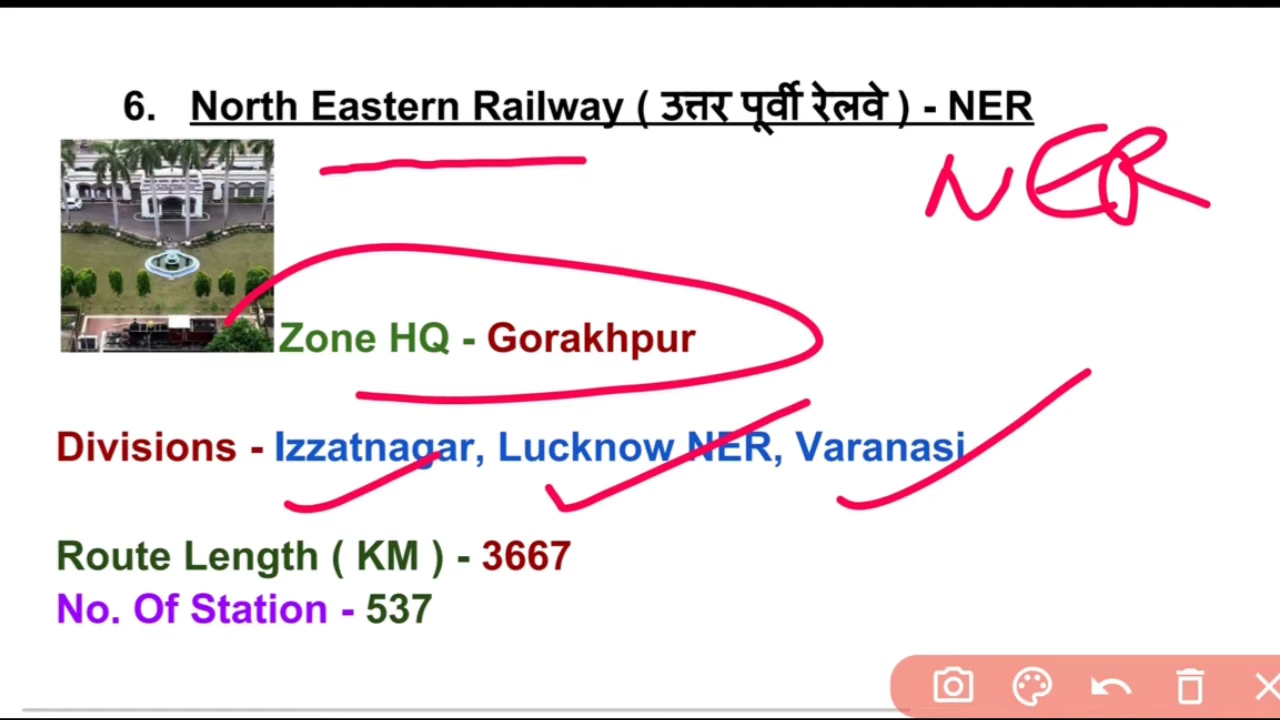 6. North Eastern Railway ( उत्तर पूर्वी रेलवे ) - NER
NER
Zone HQ - Gorakhpur
Divisions - Izzatnagar, Lucknow NER, Varanasi
Route Length ( KM ) - 3667
No. Of Station - 537